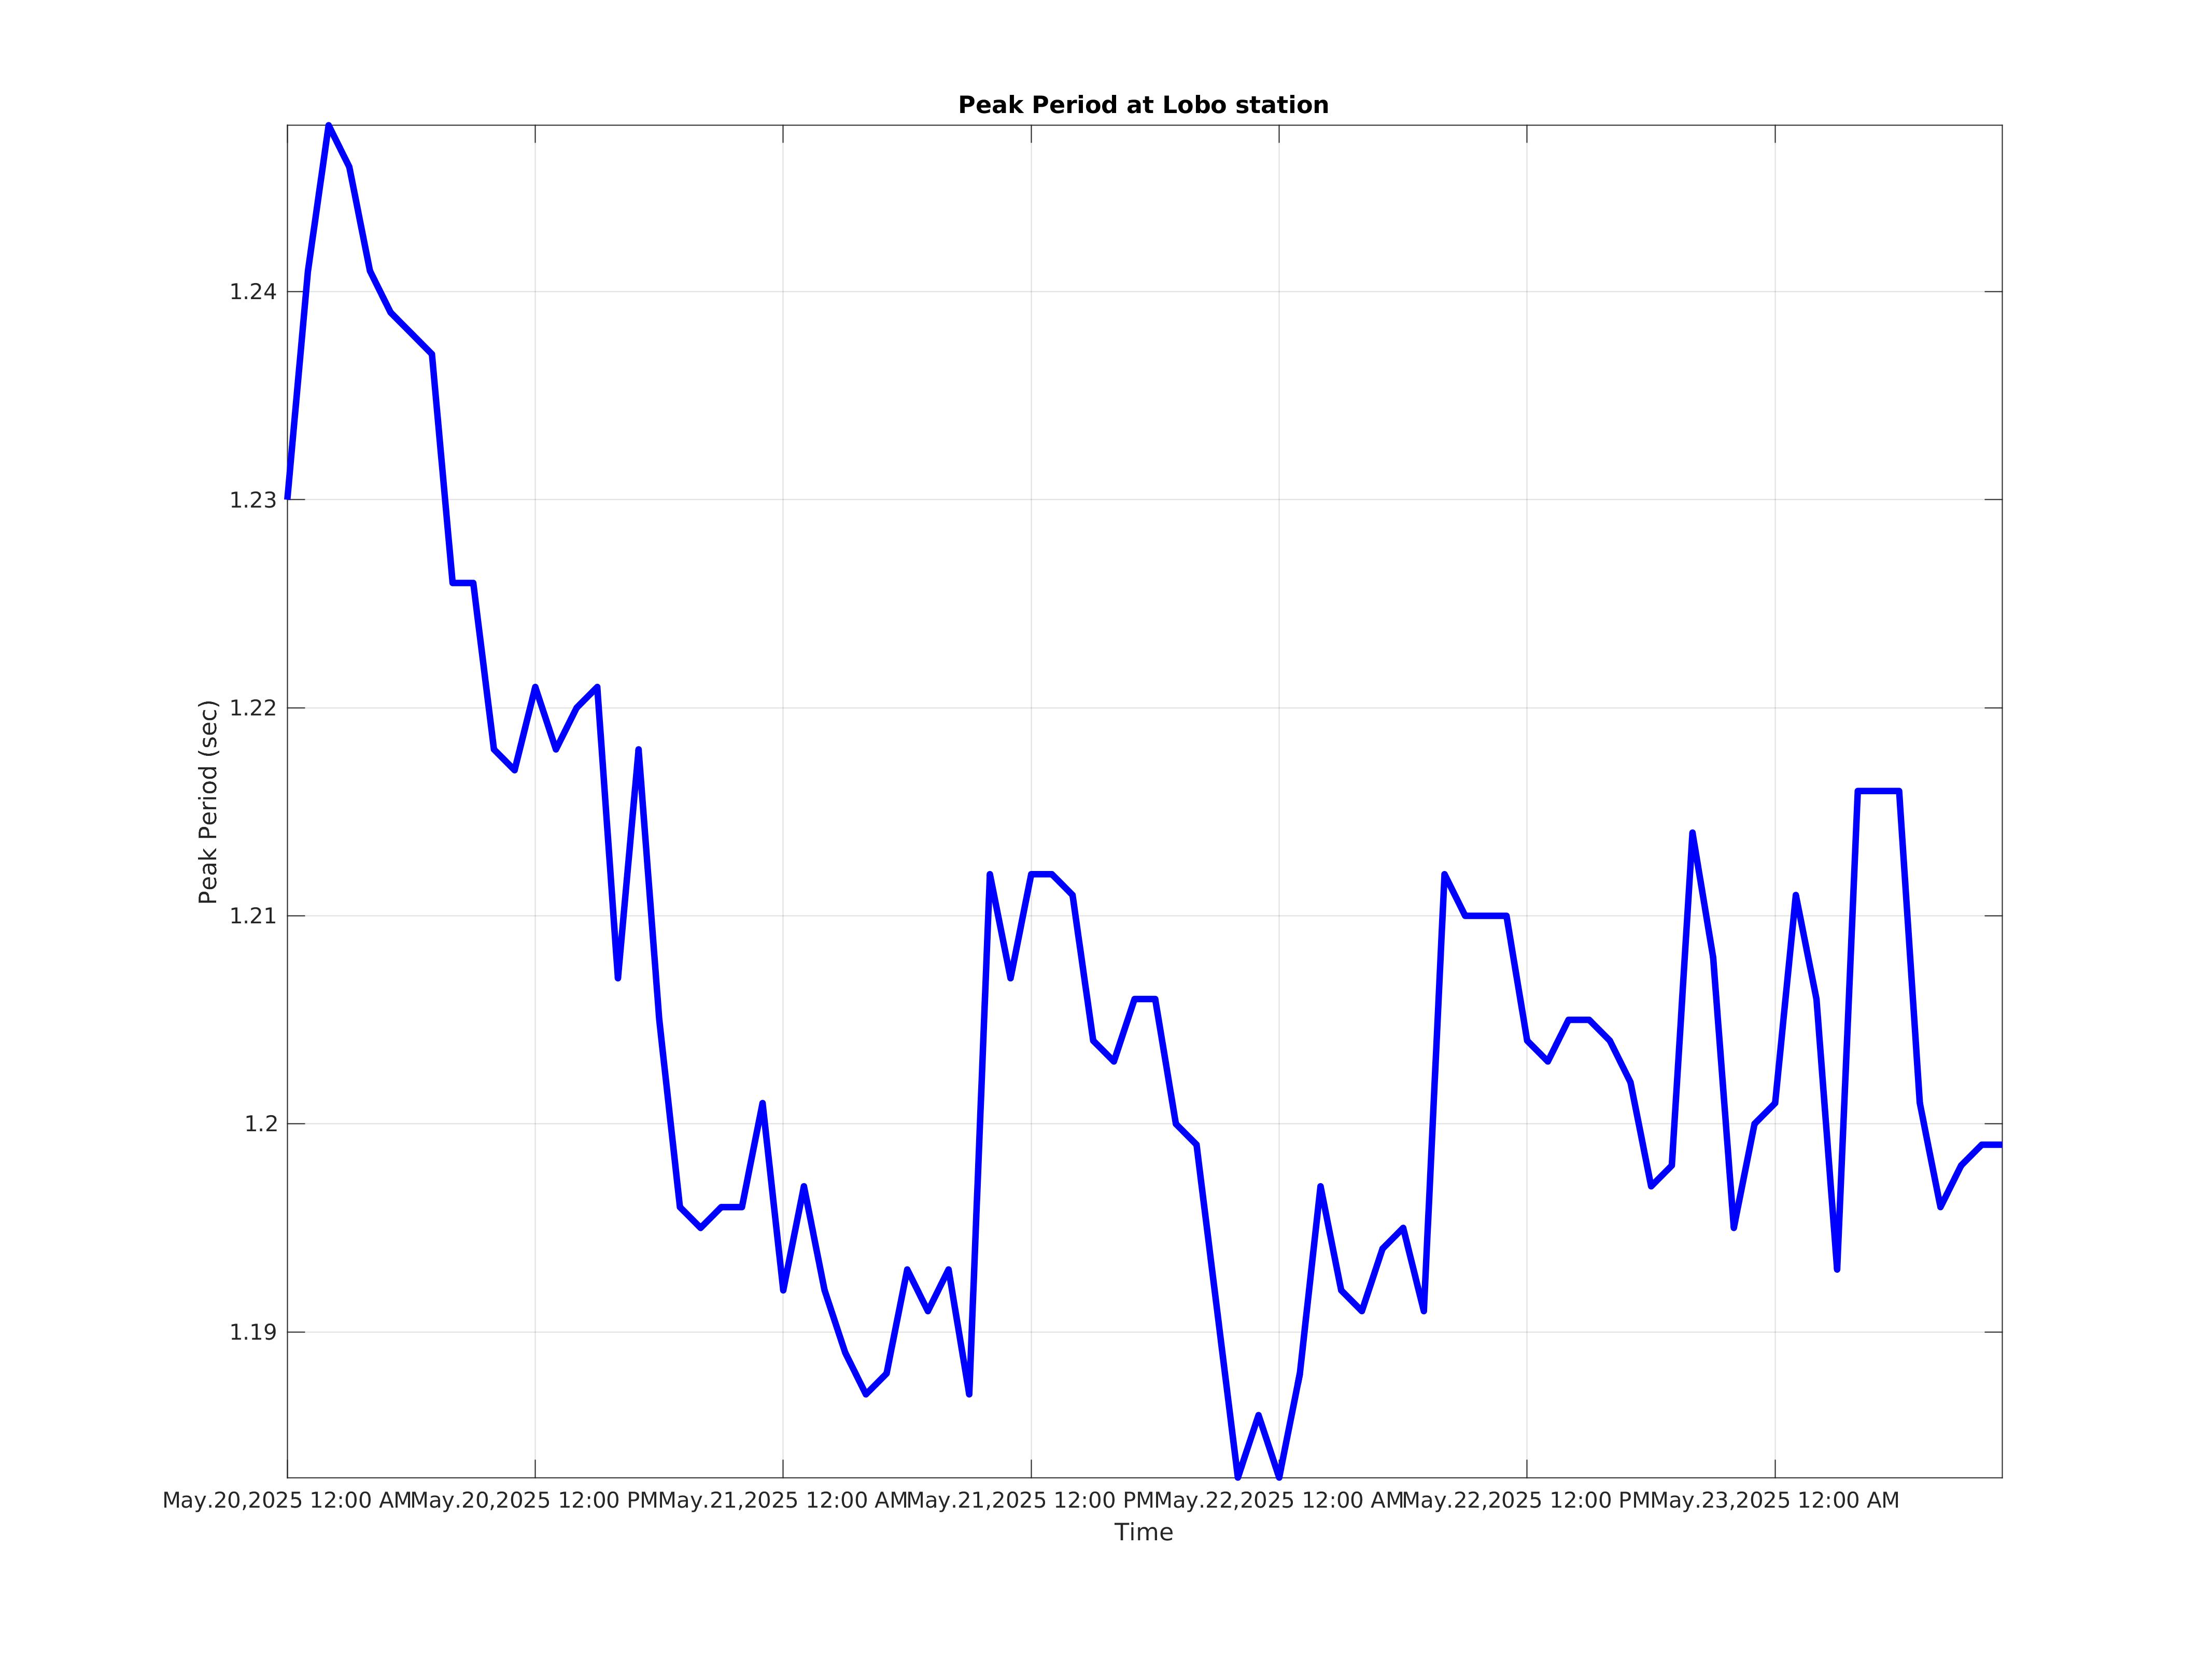 Peak Period at Lobo station
Peak Period (sec)
1.24
1.23
1.22
1.21
1.2
1.19
May.20,2025 12:00 AM May.20,2025 12:00 PM May.21,2025 12:00 AM May.21,2025 12:00 PM May.22,2025 12:00 AM May.22,2025 12:00 PM May.23,2025 12:00 AM
Time